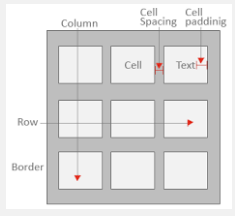 Column
Cell
Spacing
Cell
paddinig
Cell
Text
Row
Border